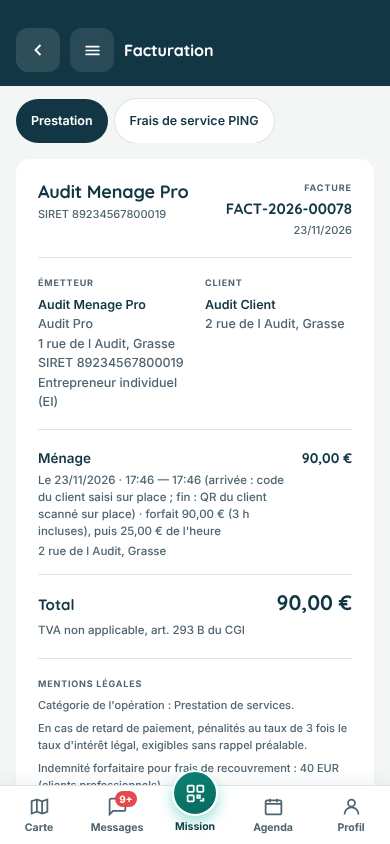 Facturation
Prestation
Frais de service PING
Audit Menage Pro
SIRET 89234567800019
FACTURE
FACT-2026-00078
23/11/2026
ÉMETTEUR
Audit Menage Pro
Audit Pro
1 rue de l Audit, Grasse
SIRET 89234567800019
Entrepreneur individuel
(EI)
CLIENT
Audit Client
2 rue de l Audit, Grasse
Ménage
90,00 €
Le 23/11/2026 · 17:46 — 17:46 (arrivée : code
du client saisi sur place ; fin : QR du client
scanné sur place) · forfait 90,00 € (3 h
incluses), puis 25,00 € de l'heure
2 rue de l Audit, Grasse
Total
90,00 €
TVA non applicable, art. 293 B du CGI
MENTIONS LÉGALES
Catégorie de l'opération : Prestation de services.
En cas de retard de paiement, pénalités au taux de 3 fois le
taux d'intérêt légal, exigibles sans rappel préalable.
Indemnité forfaitaire pour frais de recouvrement : 40 EUR
(clients professionnels).
Carte
9+
Messages
Mission
Agenda
Profil